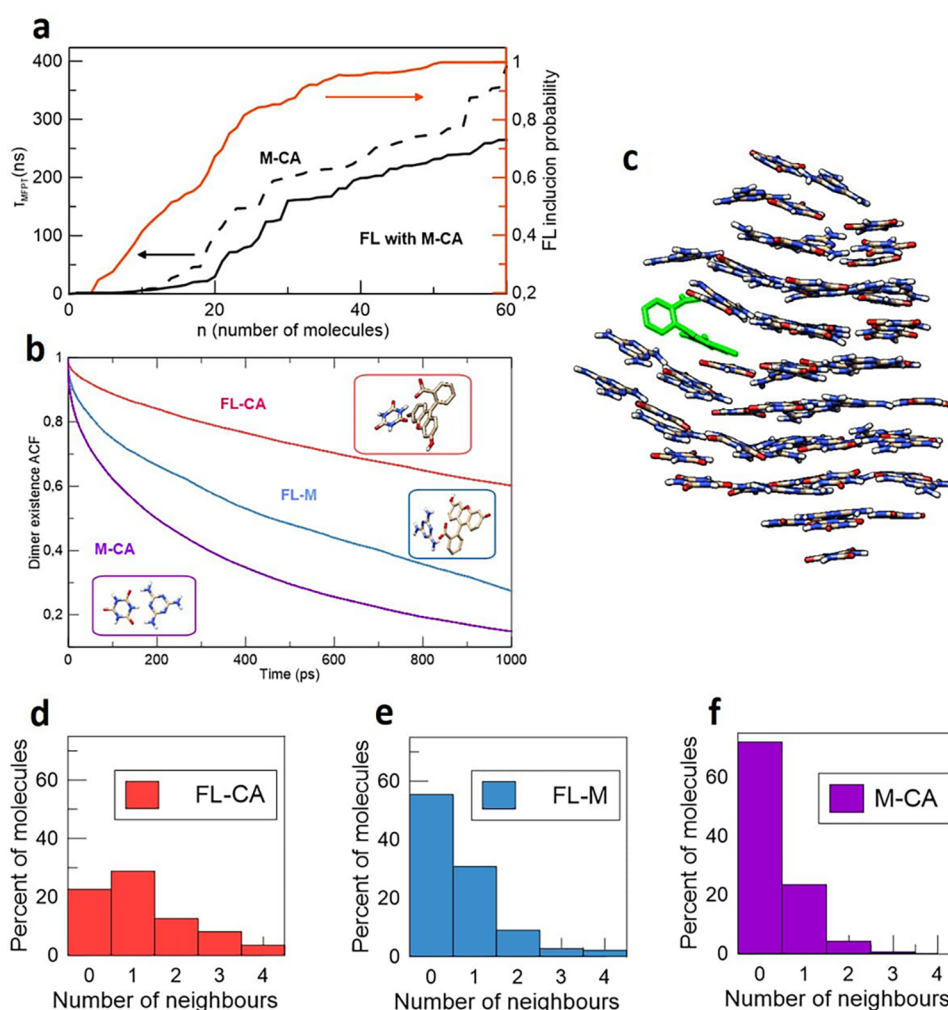 a
400
300
200
100
0
T_MFPT (ns)
M-CA
FL with M-CA
0
20
40
60
n (number of molecules)
1
0,8
0,6
0,4
0,2
FL inclucion probability
b
1
0.8
0.6
0,4
0,2
Dimer existence ACF
FL-CA
FL-M
M-CA
0
200
400
600
800
1000
Time (ps)
c
d
60
40
20
0
Percent of molecules
FL-CA
0 1 2 3 4
Number of neighbours
e
60
40
20
0
Percent of molecules
FL-M
0 1 2 3 4
Number of neighbours
f
60
40
20
0
Percent of molecules
M-CA
0 1 2 3 4
Number of neighbours